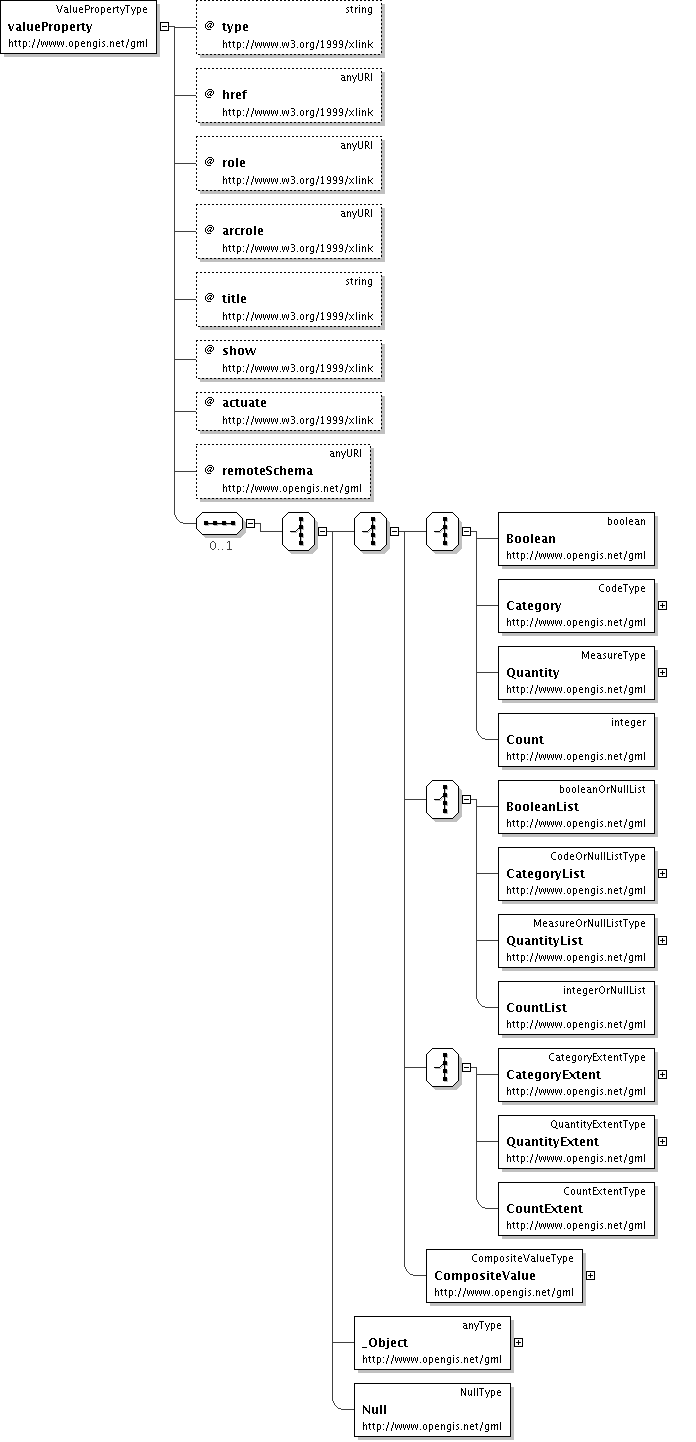 ValuePropertyType
valueProperty
http://www.opengis.net/gml
string
@ type
http://www.w3.org/1999/xlink
anyURI
@ href
http://www.w3.org/1999/xlink
anyURI
@ role
http://www.w3.org/1999/xlink
anyURI
@ arcrole
http://www.w3.org/1999/xlink
string
@ title
http://www.w3.org/1999/xlink
@ show
http://www.w3.org/1999/xlink
@ actuate
http://www.w3.org/1999/xlink
anyURI
@ remoteSchema
http://www.opengis.net/gml
0..1
boolean
Boolean
http://www.opengis.net/gml
CodeType
Category
http://www.opengis.net/gml
MeasureType
Quantity
http://www.opengis.net/gml
integer
Count
http://www.opengis.net/gml
booleanOrNullList
BooleanList
http://www.opengis.net/gml
CodeOrNullListType
CategoryList
http://www.opengis.net/gml
MeasureOrNullListType
QuantityList
http://www.opengis.net/gml
integerOrNullList
CountList
http://www.opengis.net/gml
CategoryExtentType
CategoryExtent
http://www.opengis.net/gml
QuantityExtentType
QuantityExtent
http://www.opengis.net/gml
CountExtentType
CountExtent
http://www.opengis.net/gml
CompositeValueType
CompositeValue
http://www.opengis.net/gml
anyType
_Object
http://www.opengis.net/gml
NullType
Null
http://www.opengis.net/gml